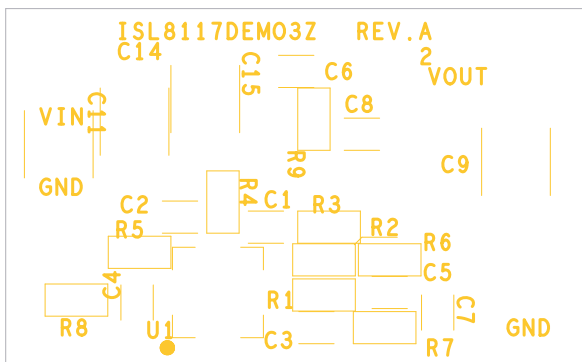 ISL8117DEMO3Z REV.A
C14
2
C15
C6
VOUT
C11
VIN
C8
R9
C9
GND
R4
C2
C1
R3
R5
R2
R6
C4
C5
R1
C7
R8
U1
C3
R7
GND